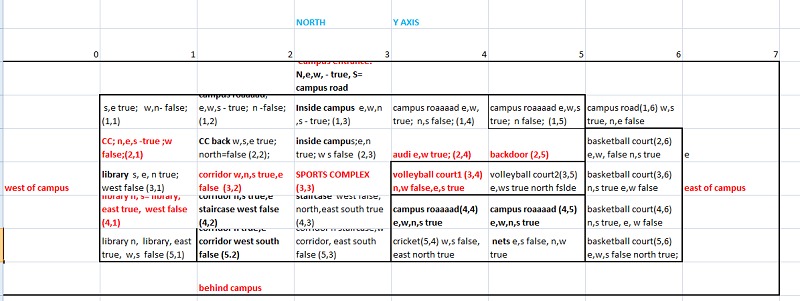 NORTH Y AXIS
0 1 2 3 4 5 6 7
campus entrance:
N,e,w, - true, S=
campus road
s,e true; w,n- false;
(1,1)
campus roaaaad,
e,w,s - true; n -false;
(1,2)
Inside campus e,w,n
,s - true; (1,3)
campus roaaaad e,w,
true; n,s false; (1,4)
campus roaaaad e,w,s
true; n false; (1,5)
campus road(1,6) w,s
true, n,e false
CC; n,e,s -true ;w
false;(2,1)
CC back w,s,e true;
north=false (2,2);
inside campus;e,n
true; w s false (2,3)
audi e,w true; (2,4)
backdoor (2,5)
basketball court(2,6)
e,w, false n,s true
e
west of campus
library s, e, n true;
west false (3,1)
corridor w,n,s true,e
false (3,2)
SPORTS COMPLEX
(3,3)
volleyball court1 (3,4)
n,w false,e,s true
volleyball court2(3,5)
e,ws true north fslde
basketball court(3,6)
n,s true e,w false
east of campus
library n, s= library,
east true, west false
(4,1)
corridor n,s true,e
staircase west false
(4,2)
staircase west false,
north,east south true
(4,3)
campus roaaaad(4,4)
e,w,n,s true
campus roaaaad (4,5)
e,w,n,s true
basketball court(4,6)
n,s true, e, w false
library n, library, east
true, w,s false (5,1)
corridor n true,e
corridor west south
false (5.2)
corridor n staircase,w
corridor, east south
false (5,3)
cricket(5,4) w,s false,
east north true
nets e,s false, n,w
true
basketball court(5,6)
e,w,s false north true;
behind campus